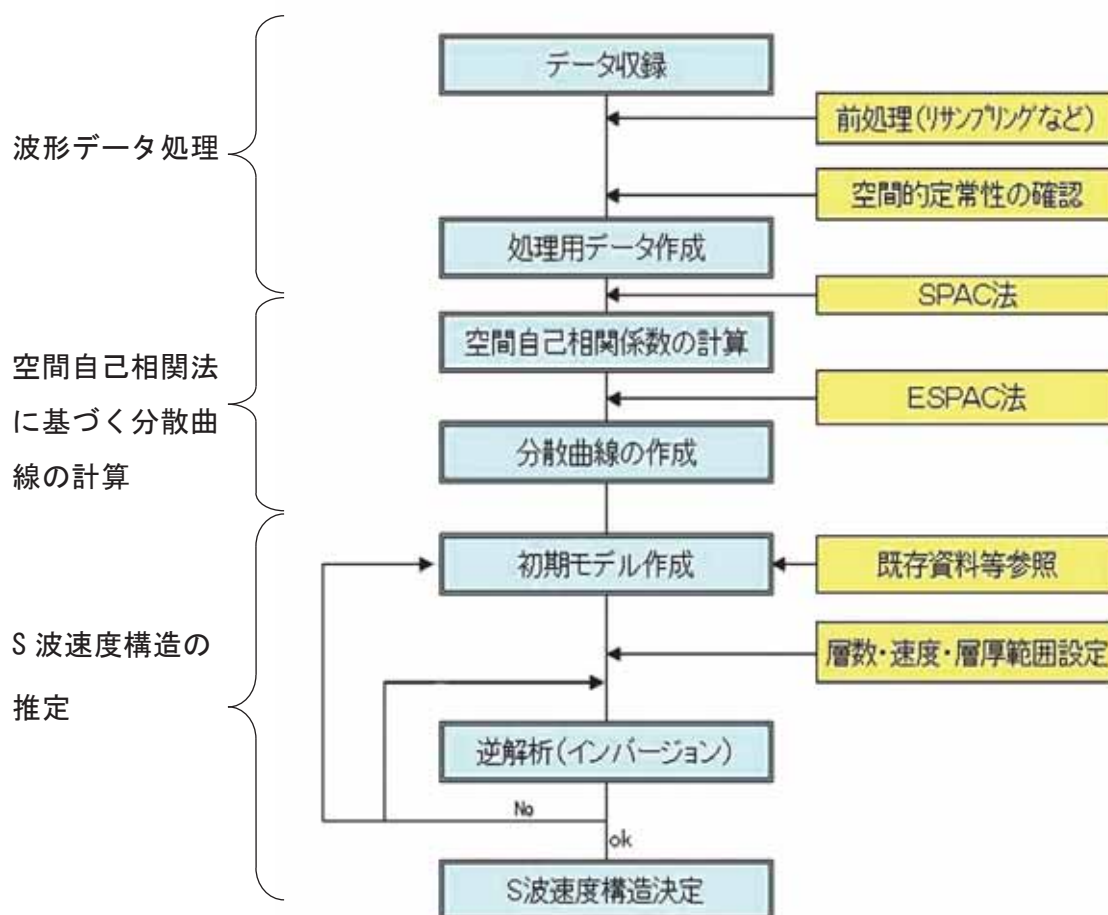 データ収録
前処理(リサンプリングなど)
波形データ処理
空間的定常性の確認
処理用データ作成
SPAC法
空間自己相関係数の計算
空間自己相関法
に基づく分散曲
線の計算
ESPAC法
分散曲線の作成
初期モデル作成
既存資料等参照
S波速度構造の
推定
層数・速度・層厚範囲設定
逆解析(インバージョン)
No
ok
S波速度構造決定